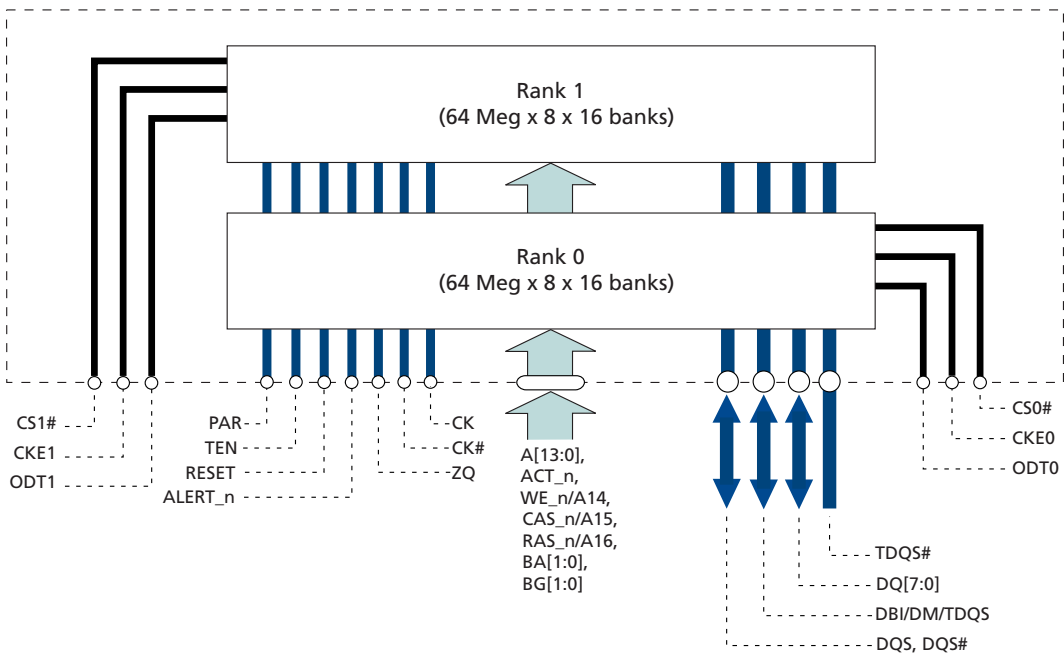 Rank 1
(64 Meg x 8 x 16 banks)
Rank 0
(64 Meg x 8 x 16 banks)
CS1#
CKE1
ODT1
PAR
TEN
RESET
ALERT_n
CK
CK#
ZQ
A[13:0],
ACT_n,
WE_n/A14,
CAS_n/A15,
RAS_n/A16,
BA[1:0],
BG[1:0]
CS0#
CKE0
ODT0
TDQS#
DQ[7:0]
DBI/DM/TDQS
DQS, DQS#